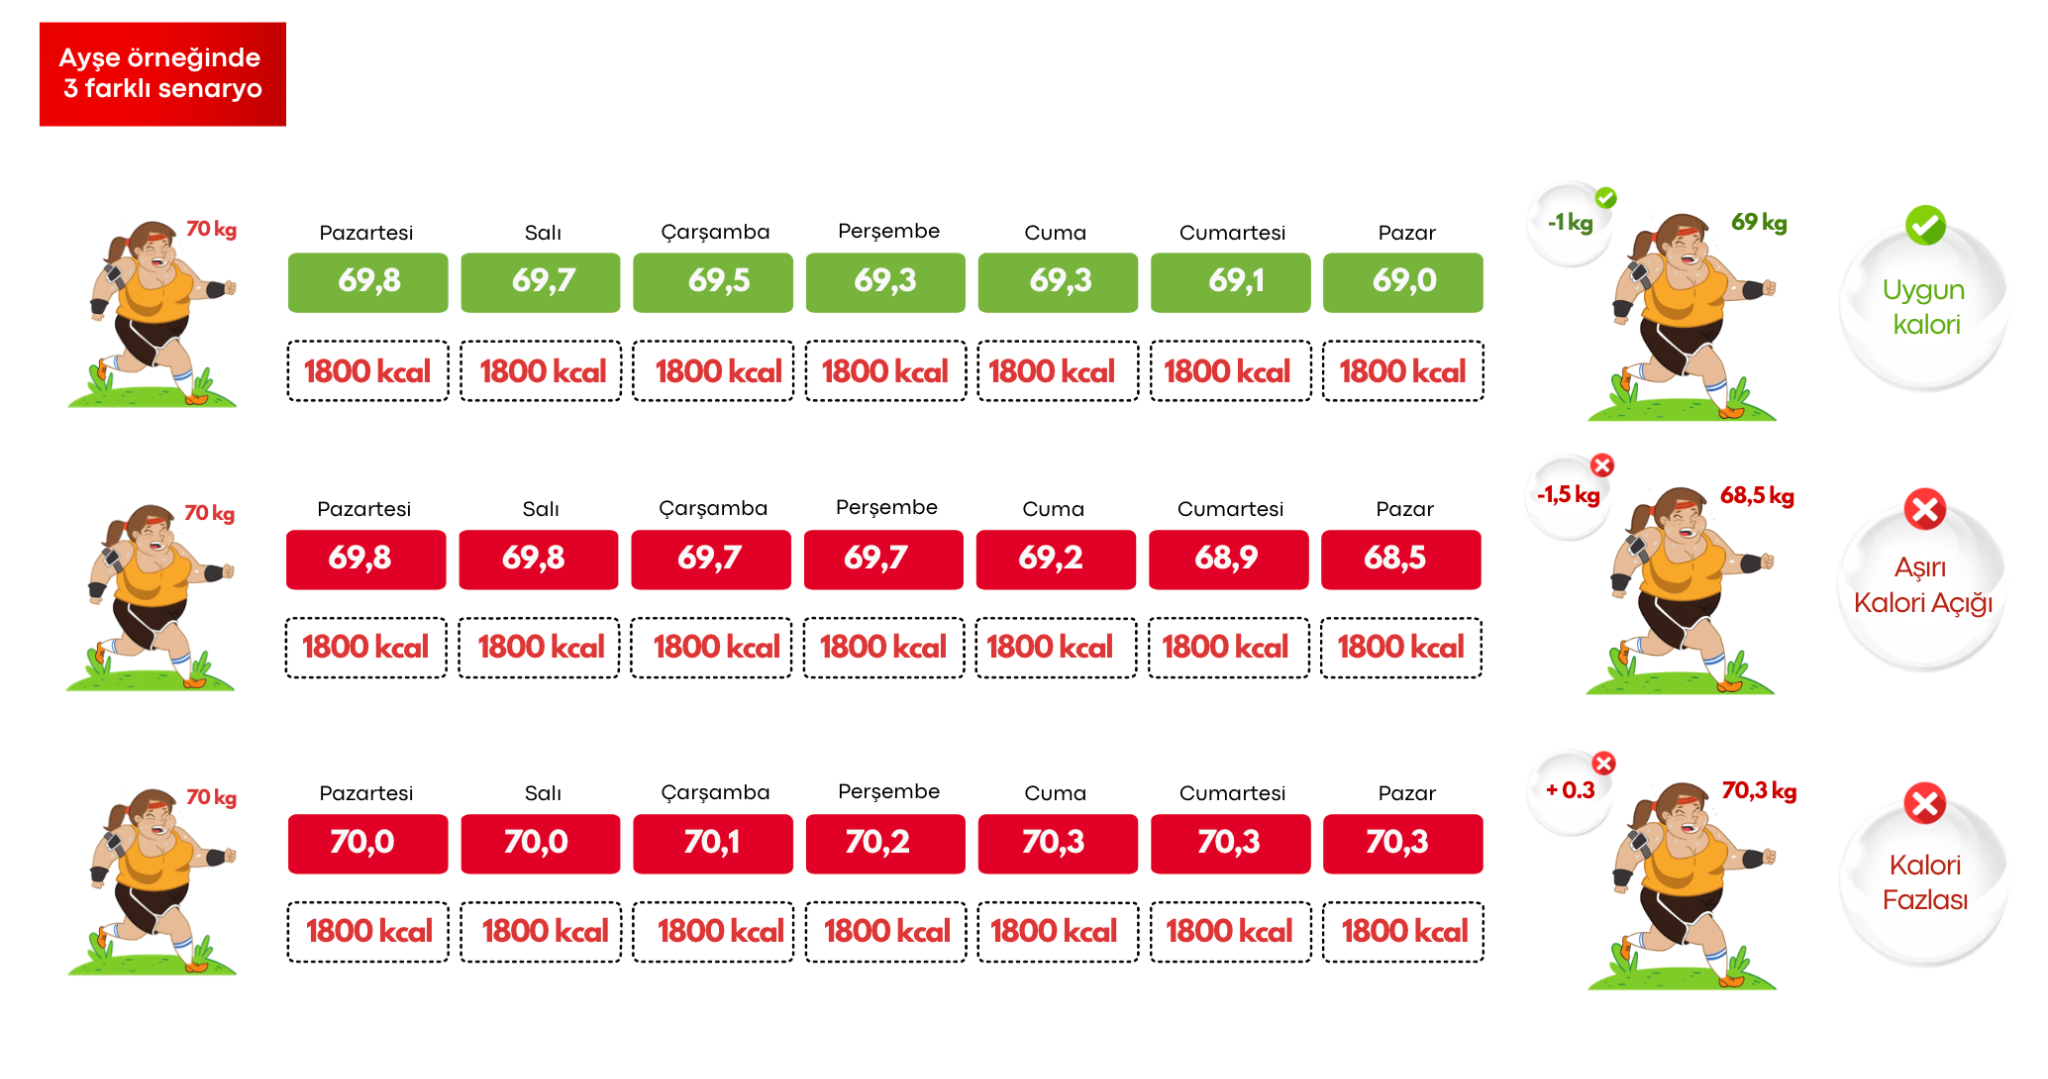 Ayşe örneğinde
3 farklı senaryo
70 kg
Pazartesi Salı Çarşamba Perşembe Cuma Cumartesi Pazar
69,8 69,7 69,5 69,3 69,3 69,1 69,0
1800 kcal 1800 kcal 1800 kcal 1800 kcal 1800 kcal 1800 kcal 1800 kcal
-1 kg
69 kg
Uygun
kalori
70 kg
Pazartesi Salı Çarşamba Perşembe Cuma Cumartesi Pazar
69,8 69,8 69,7 69,7 69,2 68,9 68,5
1800 kcal 1800 kcal 1800 kcal 1800 kcal 1800 kcal 1800 kcal 1800 kcal
-1,5 kg
68,5 kg
Aşırı
Kalori Açığı
70 kg
Pazartesi Salı Çarşamba Perşembe Cuma Cumartesi Pazar
70,0 70,0 70,1 70,2 70,3 70,3 70,3
1800 kcal 1800 kcal 1800 kcal 1800 kcal 1800 kcal 1800 kcal 1800 kcal
+ 0.3
70,3 kg
Kalori
Fazlası